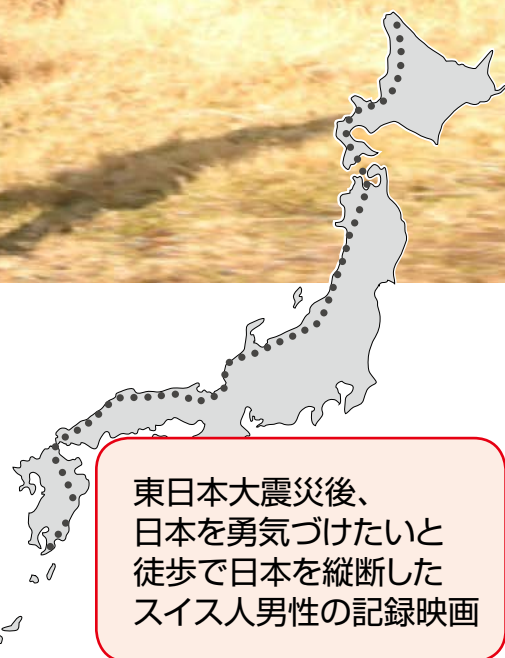 東日本大震災後、
日本を勇気づけたいと
徒歩で日本を縦断した
スイス人男性の記録映画